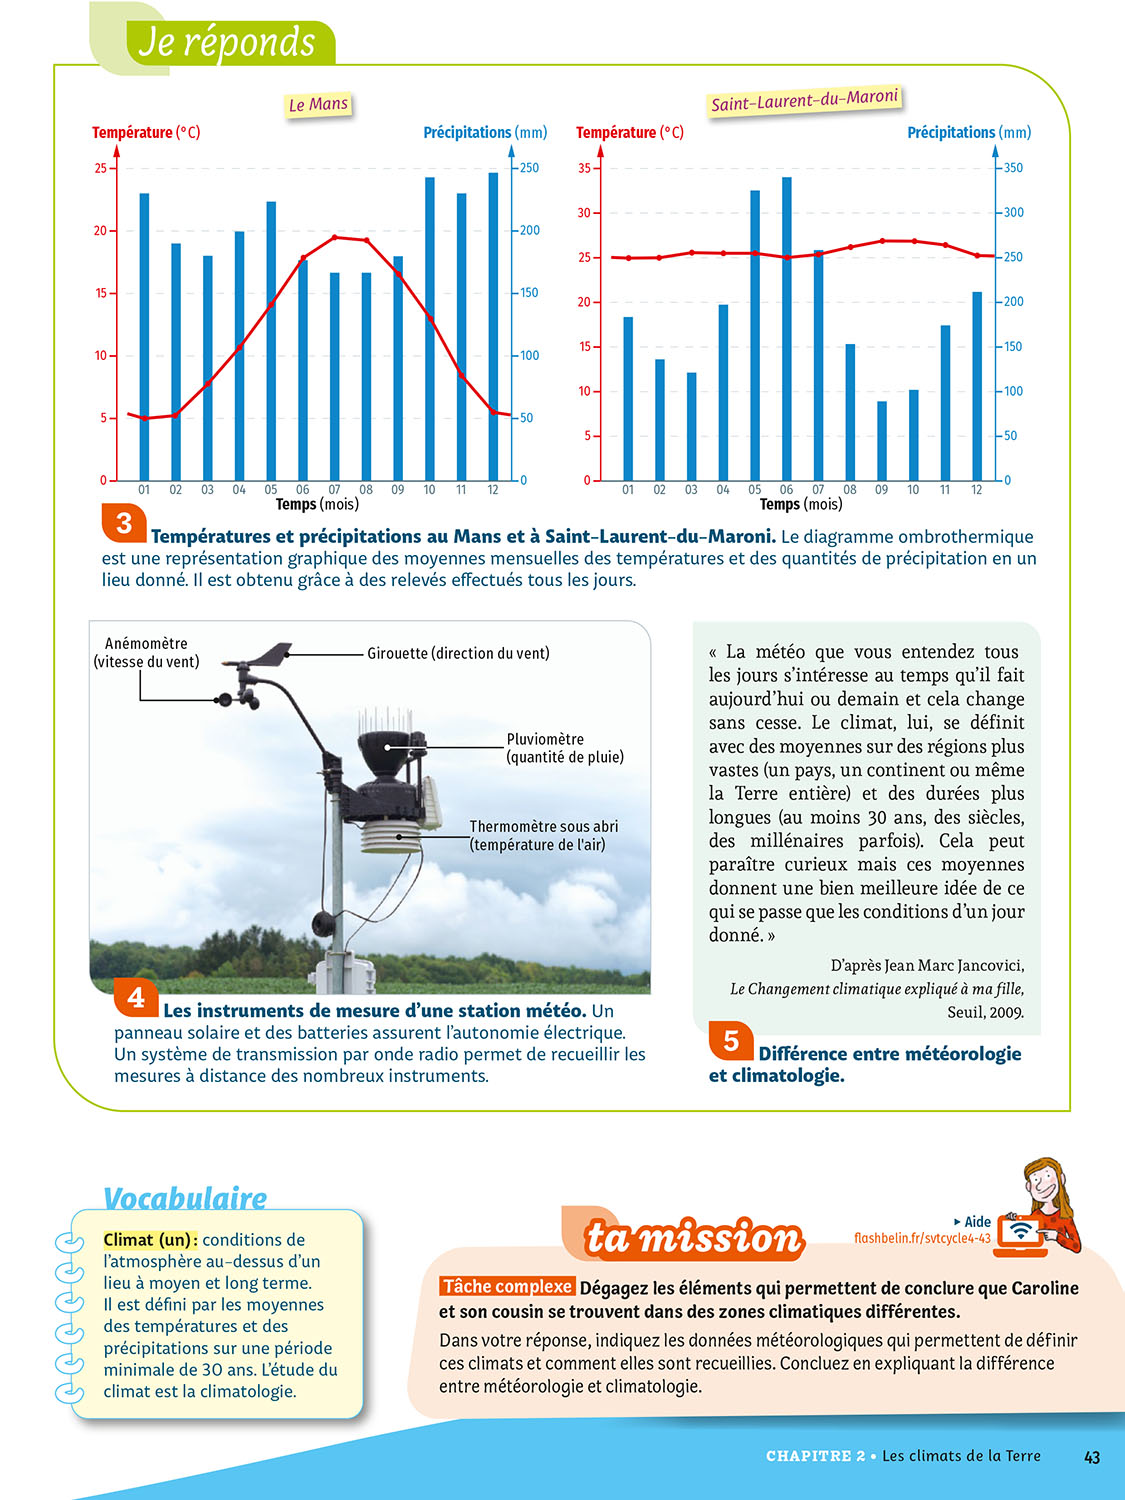 Je réponds
Le Mans
Température (°C)
Précipitations (mm)
25
20
15
10
5
0
250
200
150
100
50
0
01 02 03 04 05 06 07 08 09 10 11 12
Temps (mois)
Saint-Laurent-du-Maroni
Température (°C)
Précipitations (mm)
35
30
25
20
15
10
5
0
350
300
250
200
150
100
50
0
01 02 03 04 05 06 07 08 09 10 11 12
Temps (mois)
3 Températures et précipitations au Mans et à Saint-Laurent-du-Maroni. Le diagramme ombrothermique
est une représentation graphique des moyennes mensuelles des températures et des quantités de précipitation en un
lieu donné. Il est obtenu grâce à des relevés effectués tous les jours.
Anémomètre
(vitesse du vent)
Girouette (direction du vent)
Pluviomètre
(quantité de pluie)
Thermomètre sous abri
(température de l'air)
4 Les instruments de mesure d'une station météo. Un
panneau solaire et des batteries assurent l'autonomie électrique.
Un système de transmission par onde radio permet de recueillir les
mesures à distance des nombreux instruments.
« La météo que vous entendez tous
les jours s'intéresse au temps qu'il fait
aujourd'hui ou demain et cela change
sans cesse. Le climat, lui, se définit
avec des moyennes sur des régions plus
vastes (un pays, un continent ou même
la Terre entière) et des durées plus
longues (au moins 30 ans, des siècles,
des millénaires parfois). Cela peut
paraître curieux mais ces moyennes
donnent une bien meilleure idée de ce
qui se passe que les conditions d'un jour
donné. »
D'après Jean Marc Jancovici,
Le Changement climatique expliqué à ma fille,
Seuil, 2009.
5 Différence entre météorologie
et climatologie.
Vocabulaire
Climat (un) : conditions de
l'atmosphère au-dessus d'un
lieu à moyen et long terme.
Il est défini par les moyennes
des températures et des
précipitations sur une période
minimale de 30 ans. L'étude du
climat est la climatologie.
ta mission
▸ Aide
flashbelin.fr/svtcycle4-43
Tâche complexe Dégagez les éléments qui permettent de conclure que Caroline
et son cousin se trouvent dans des zones climatiques différentes.
Dans votre réponse, indiquez les données météorologiques qui permettent de définir
ces climats et comment elles sont recueillies. Concluez en expliquant la différence
entre météorologie et climatologie.
CHAPITRE 2 • Les climats de la Terre 43